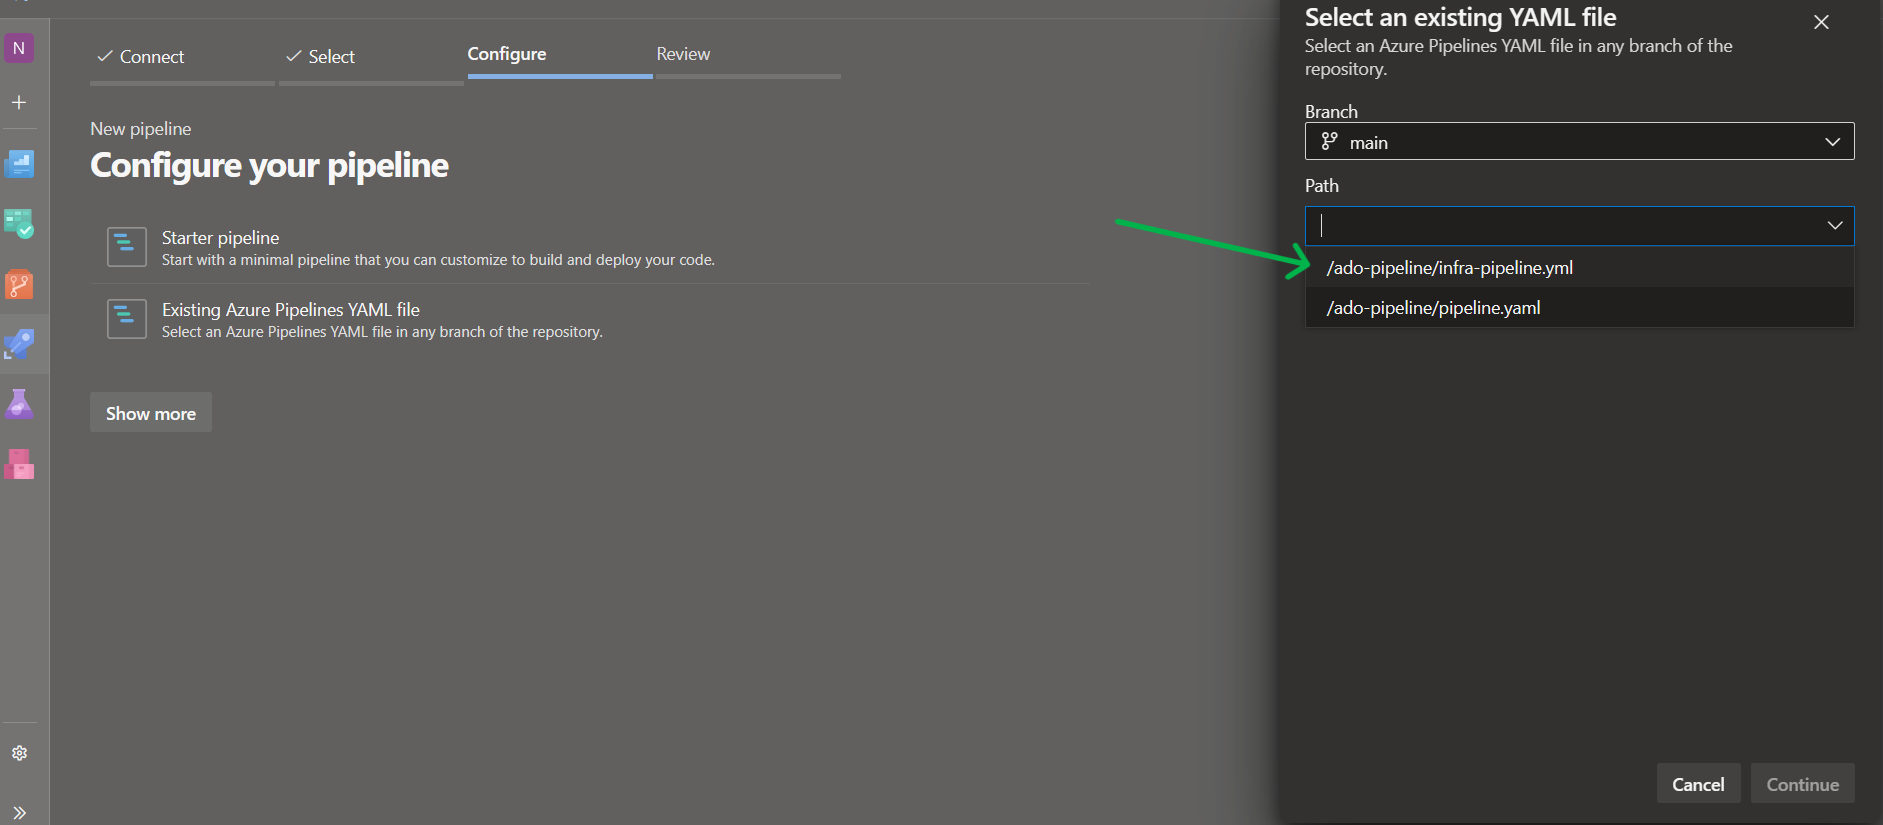 N
Connect
Select
Configure
Review
New pipeline
Configure your pipeline
Starter pipeline
Start with a minimal pipeline that you can customize to build and deploy your code.
Existing Azure Pipelines YAML file
Select an Azure Pipelines YAML file in any branch of the repository.
Show more
Select an existing YAML file
Select an Azure Pipelines YAML file in any branch of the
repository.
Branch
main
Path
/ado-pipeline/infra-pipeline.yml
/ado-pipeline/pipeline.yaml
Cancel
Continue